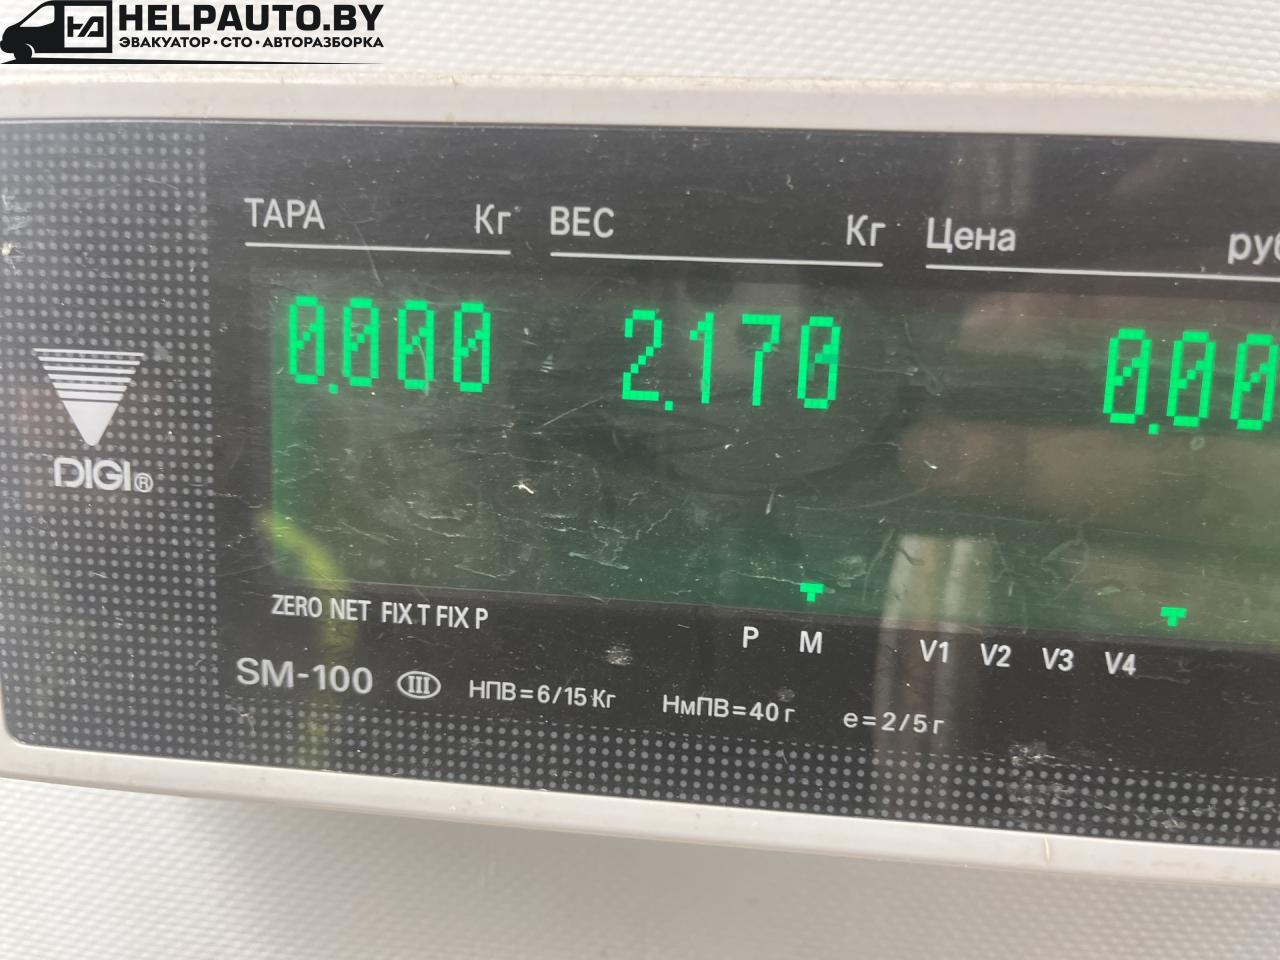 HELPAUTO.BY
ЭВАКУАТОР·СТО·АВТОРАЗБОРКА
ТАРА Кг ВЕС Кг Цена
0.000 2.170 0.00
DIGI®
ZERO NET FIX T FIX P P M V1 V2 V3 V4
SM-100 III НПВ=6/15 Кг НмПВ=40 г e=2/5 г